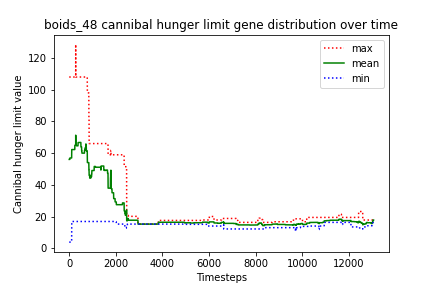 boids_48 cannibal hunger limit gene distribution over time
max
mean
min
Cannibal hunger limit value
120
100
80
60
40
20
0
0
2000
4000
6000
8000
10000
12000
Timesteps